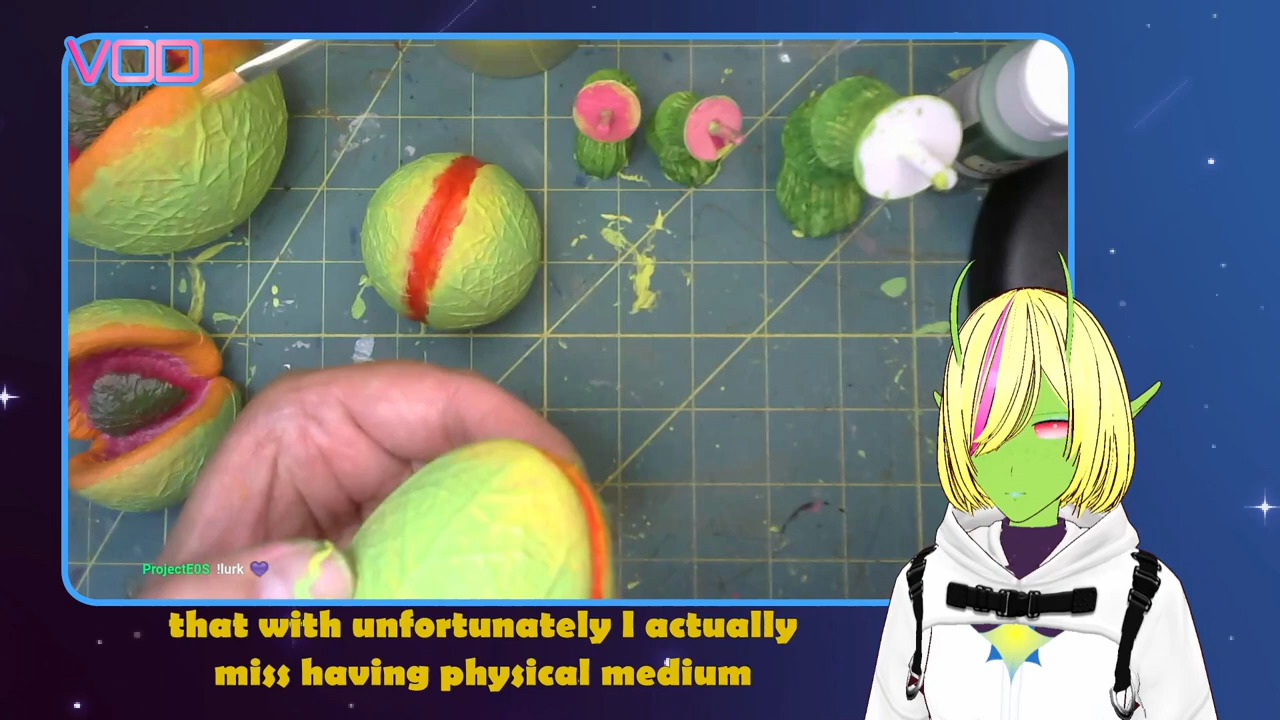 VOD
ProjectE0S !lurk
that with unfortunately I actually
miss having physical medium